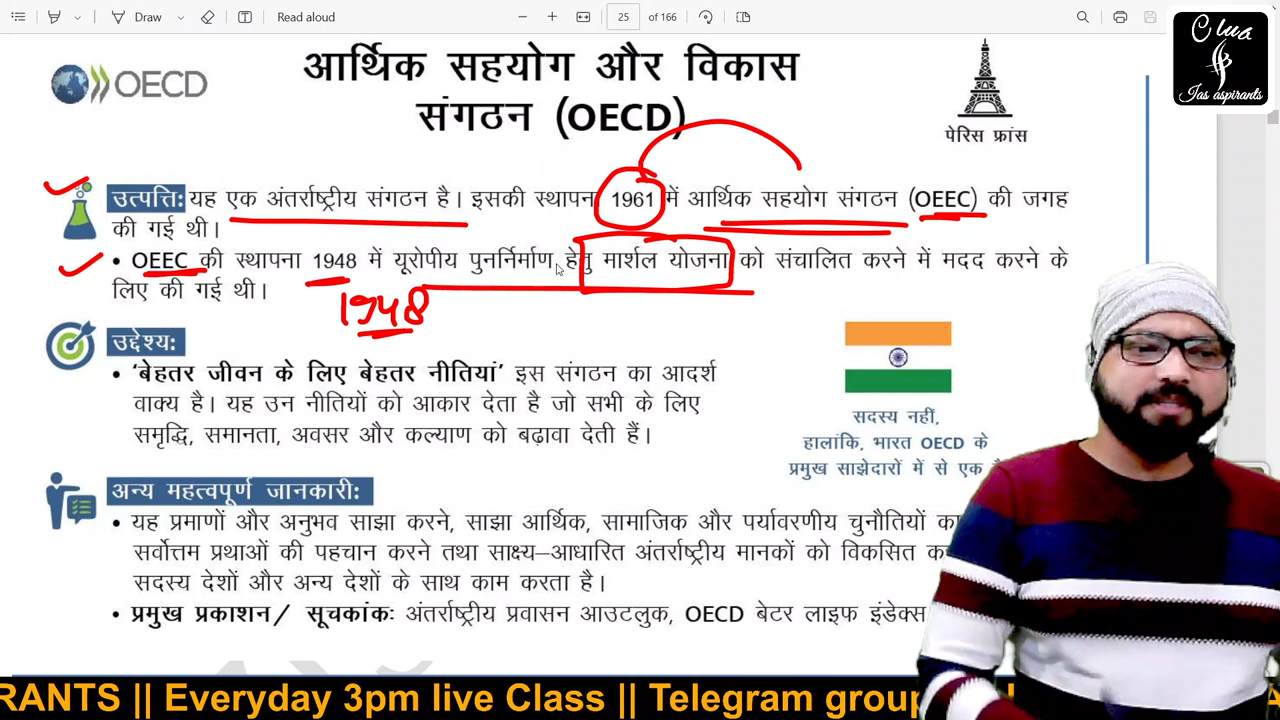 Draw
Read aloud
25 of 166
Clua
Ias aspirants
OECD
आर्थिक सहयोग और विकास
संगठन (OECD)
पेरिस फ्रांस
उत्पत्ति: यह एक अंतर्राष्ट्रीय संगठन है। इसकी स्थापना 1961 में आर्थिक सहयोग संगठन (OEEC) की जगह
की गई थी।
• OEEC की स्थापना 1948 में यूरोपीय पुनर्निर्माण हेतु मार्शल योजना को संचालित करने में मदद करने के
लिए की गई थी।
1948
उद्देश्य:
• ‘बेहतर जीवन के लिए बेहतर नीतियां’ इस संगठन का आदर्श
वाक्य है। यह उन नीतियों को आकार देता है जो सभी के लिए
समृद्धि, समानता, अवसर और कल्याण को बढ़ावा देती हैं।
सदस्य नहीं,
हालांकि, भारत OECD के
प्रमुख साझेदारों में से एक
अन्य महत्वपूर्ण जानकारी:
• यह प्रमाणों और अनुभव साझा करने, साझा आर्थिक, सामाजिक और पर्यावरणीय चुनौतियों
सर्वोत्तम प्रथाओं की पहचान करने तथा साक्ष्य–आधारित अंतर्राष्ट्रीय मानकों को विकसित
सदस्य देशों और अन्य देशों के साथ काम करता है।
• प्रमुख प्रकाशन/ सूचकांक: अंतर्राष्ट्रीय प्रवासन आउटलुक, OECD बेटर लाइफ इंडेक्स
RANTS || Everyday 3pm live Class || Telegram group